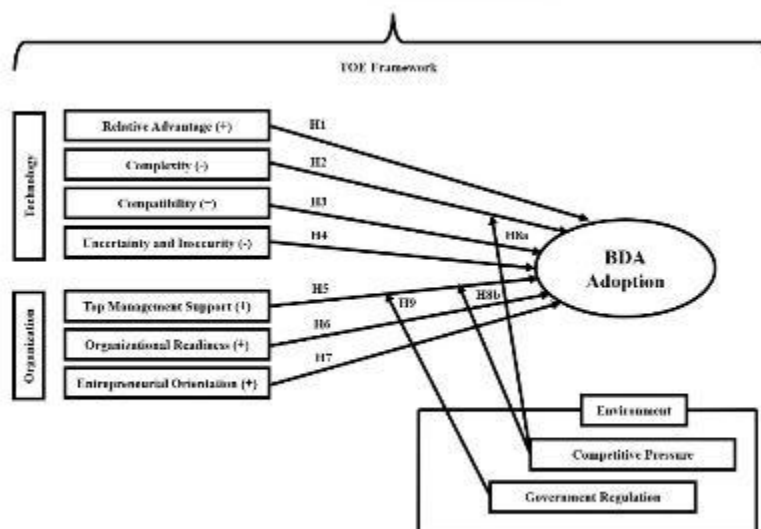 TOE Framework
Technology
Relative Advantage (+)
Complexity (-)
Compatibility (+)
Uncertainty and Insecurity (-)
Organization
Top Management Support (+)
Organizational Readiness (+)
Entrepreneurial Orientation (+)
H1
H2
H3
H4
H5
H6
H7
H8a
H8b
H9
BDA
Adoption
Environment
Competitive Pressure
Government Regulation